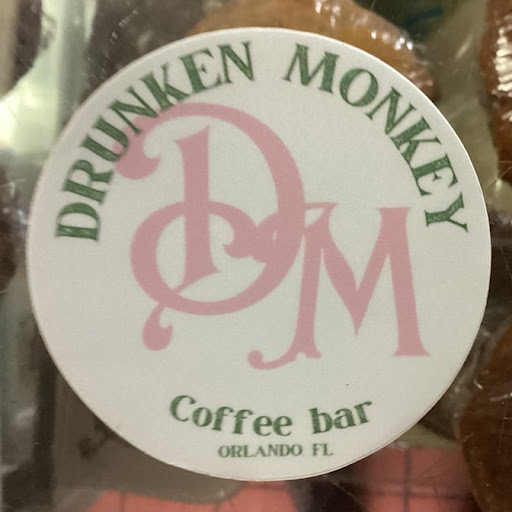 DRUNKEN MONKEY
DM
Coffee bar
ORLANDO FL